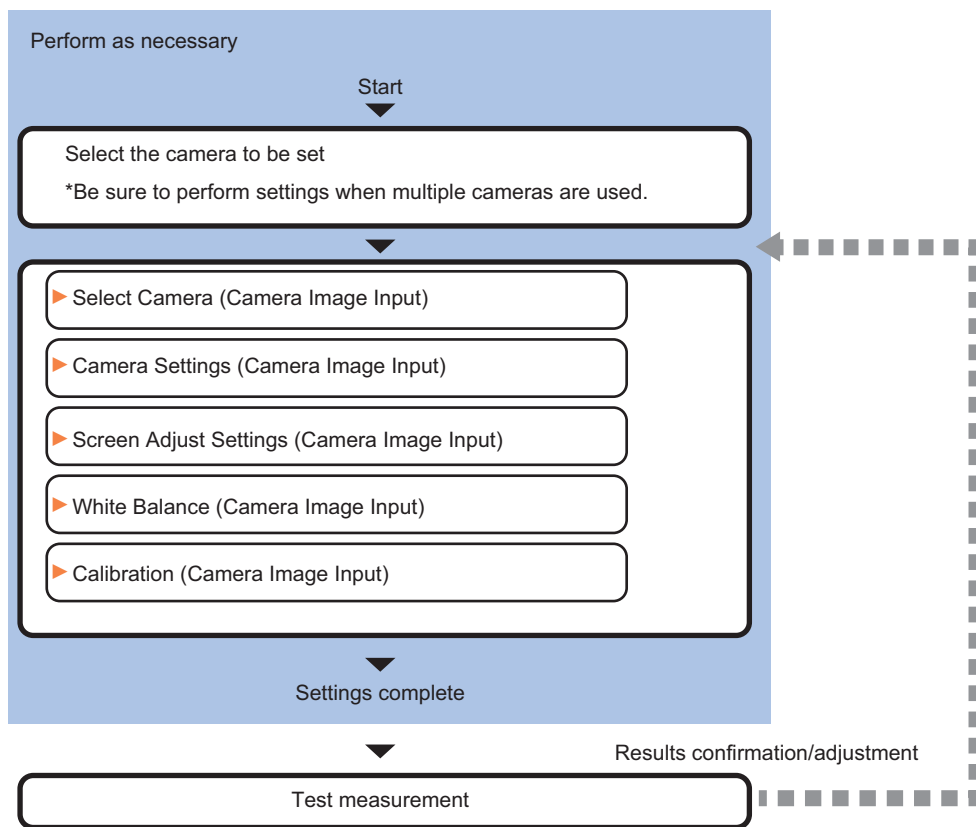 Perform as necessary
Start
Select the camera to be set
*Be sure to perform settings when multiple cameras are used.
Select Camera (Camera Image Input)
Camera Settings (Camera Image Input)
Screen Adjust Settings (Camera Image Input)
White Balance (Camera Image Input)
Calibration (Camera Image Input)
Settings complete
Results confirmation/adjustment
Test measurement